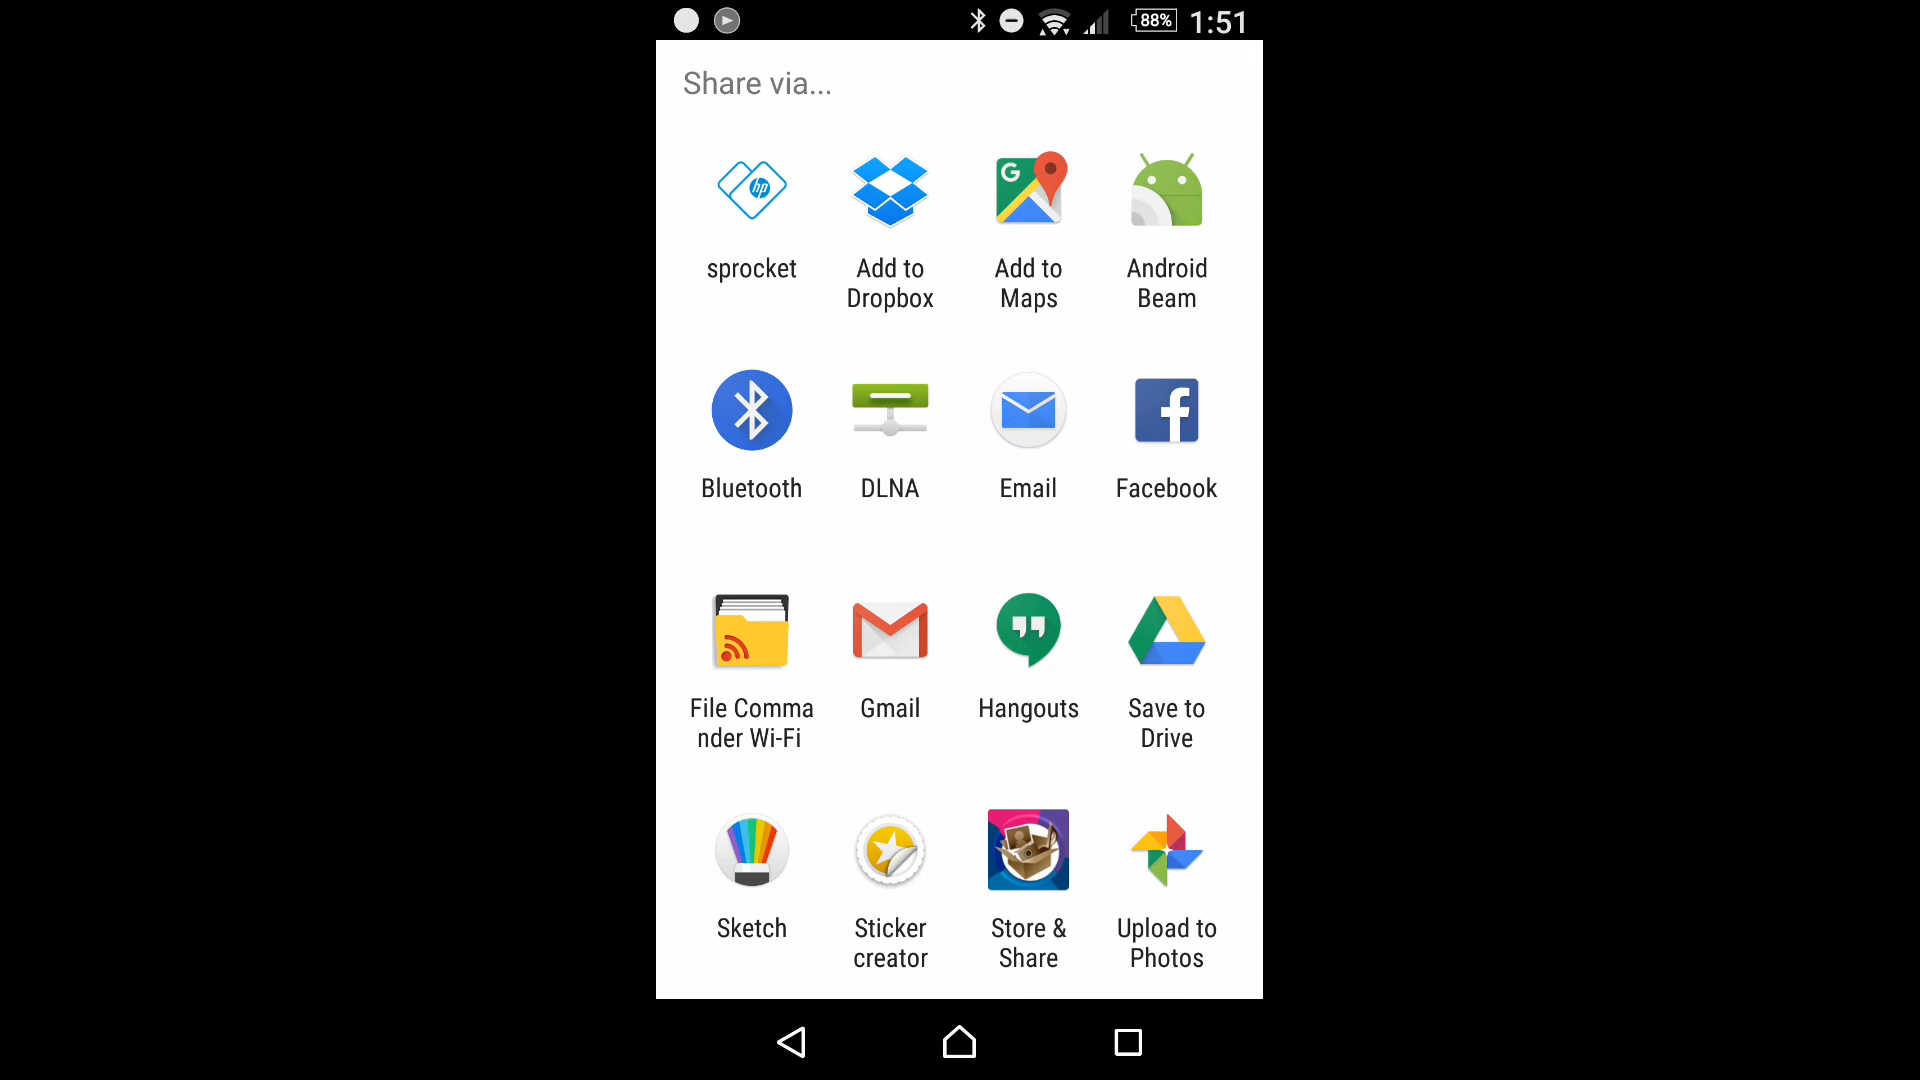 88% 1:51
Share via...
sprocket
Add to
Dropbox
Add to
Maps
Android
Beam
Bluetooth
DLNA
Email
Facebook
File Comma
nder Wi-Fi
Gmail
Hangouts
Save to
Drive
Sketch
Sticker
creator
Store &
Share
Upload to
Photos
hp
G
f